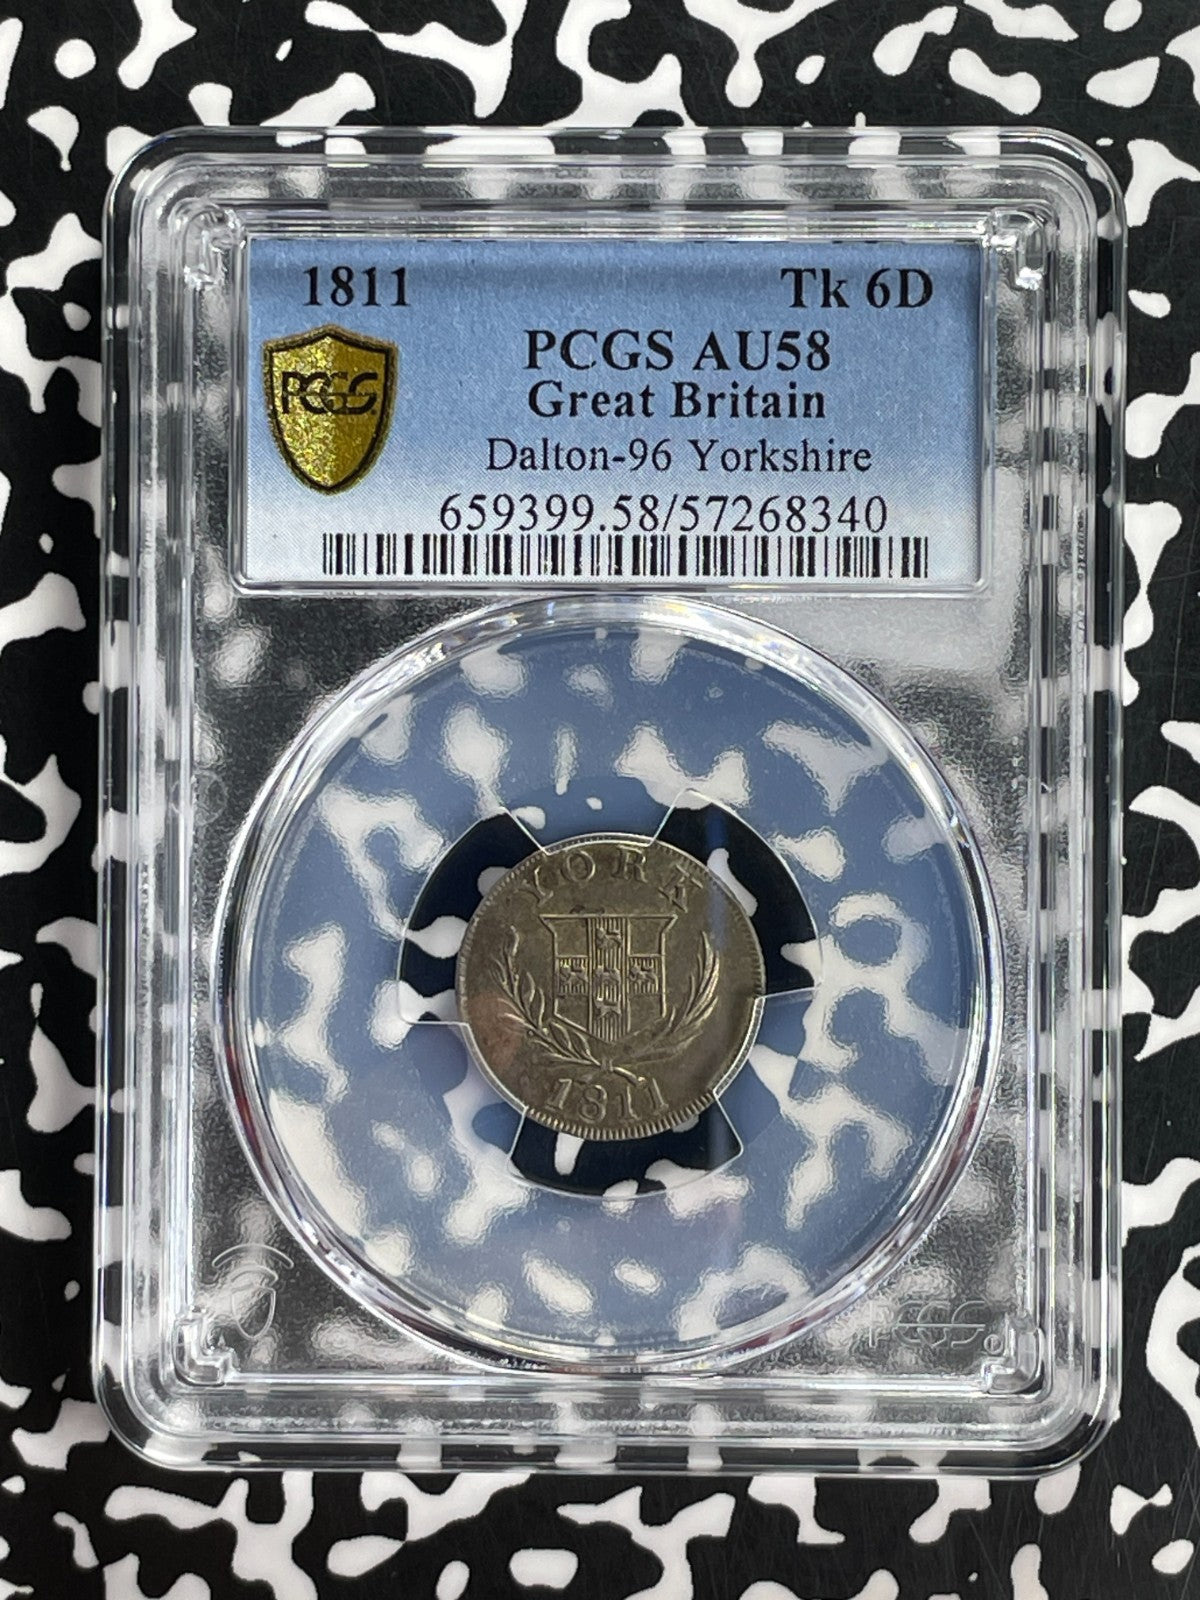 1811 Tk 6D
PCGS AU58
PCGS
Great Britain
Dalton-96 Yorkshire
659399.58/57268340
YORK
1811
PCGS